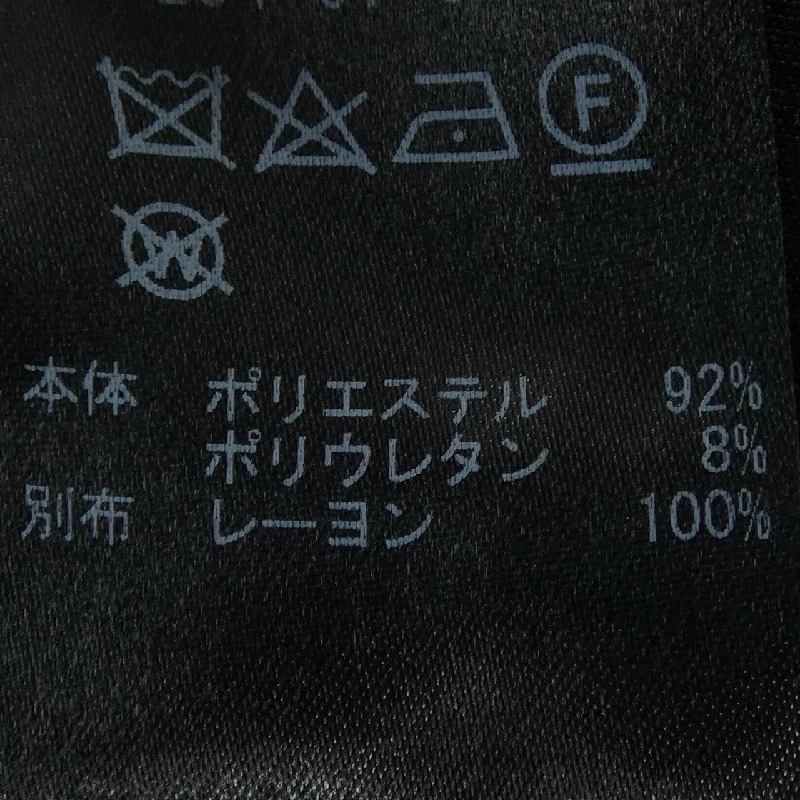 F
W
本体 ポリエステル 92%
ポリウレタン 8%
別布 レーヨン 100%